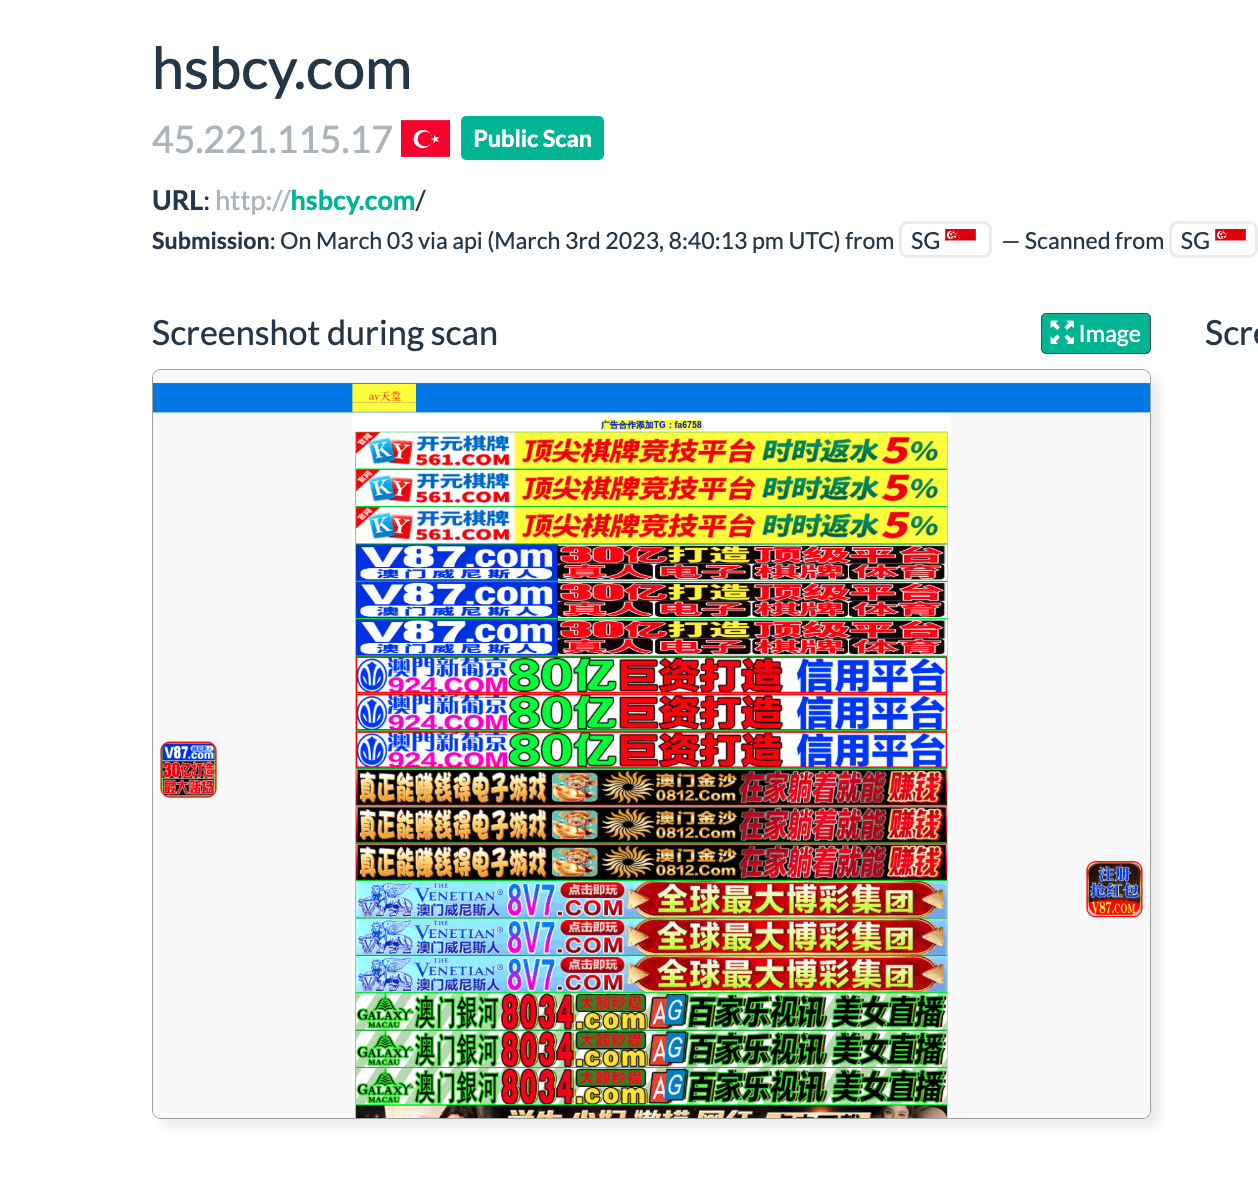 hsbcy.com
45.221.115.17 Public Scan
URL: http://hsbcy.com/
Submission: On March 03 via api (March 3rd 2023, 8:40:13 pm UTC) from SG — Scanned from SG
Screenshot during scan Image Scre
av天堂
广告合作添加TG：fa6758
官网 KY 开元棋牌 561.COM 顶尖棋牌竞技平台 时时返水5%
官网 KY 开元棋牌 561.COM 顶尖棋牌竞技平台 时时返水5%
官网 KY 开元棋牌 561.COM 顶尖棋牌竞技平台 时时返水5%
V87.com 30亿打造顶级平台
澳门威尼斯人 真人 电子 棋牌 体育
V87.com 30亿打造顶级平台
澳门威尼斯人 真人 电子 棋牌 体育
V87.com 30亿打造顶级平台
澳门威尼斯人 真人 电子 棋牌 体育
澳門新葡京 924.COM 80亿巨资打造 信用平台
澳門新葡京 924.COM 80亿巨资打造 信用平台
澳門新葡京 924.COM 80亿巨资打造 信用平台
V87.com
30亿打造
最大赌场
真正能赚钱得电子游戏 澳门金沙 0812.Com 在家躺着就能赚钱
真正能赚钱得电子游戏 澳门金沙 0812.Com 在家躺着就能赚钱
真正能赚钱得电子游戏 澳门金沙 0812.Com 在家躺着就能赚钱
注册
抢红包
V87.COM
THE VENETIAN® 澳门威尼斯人 8V7.COM 点击即玩 全球最大博彩集团
THE VENETIAN® 澳门威尼斯人 8V7.COM 点击即玩 全球最大博彩集团
THE VENETIAN® 澳门威尼斯人 8V7.COM 点击即玩 全球最大博彩集团
GALAXY MACAU 澳门银河 8034.com 大额秒提 AG 百家乐视讯 美女直播
GALAXY MACAU 澳门银河 8034.com 大额秒提 AG 百家乐视讯 美女直播
GALAXY MACAU 澳门银河 8034.com 大额秒提 AG 百家乐视讯 美女直播